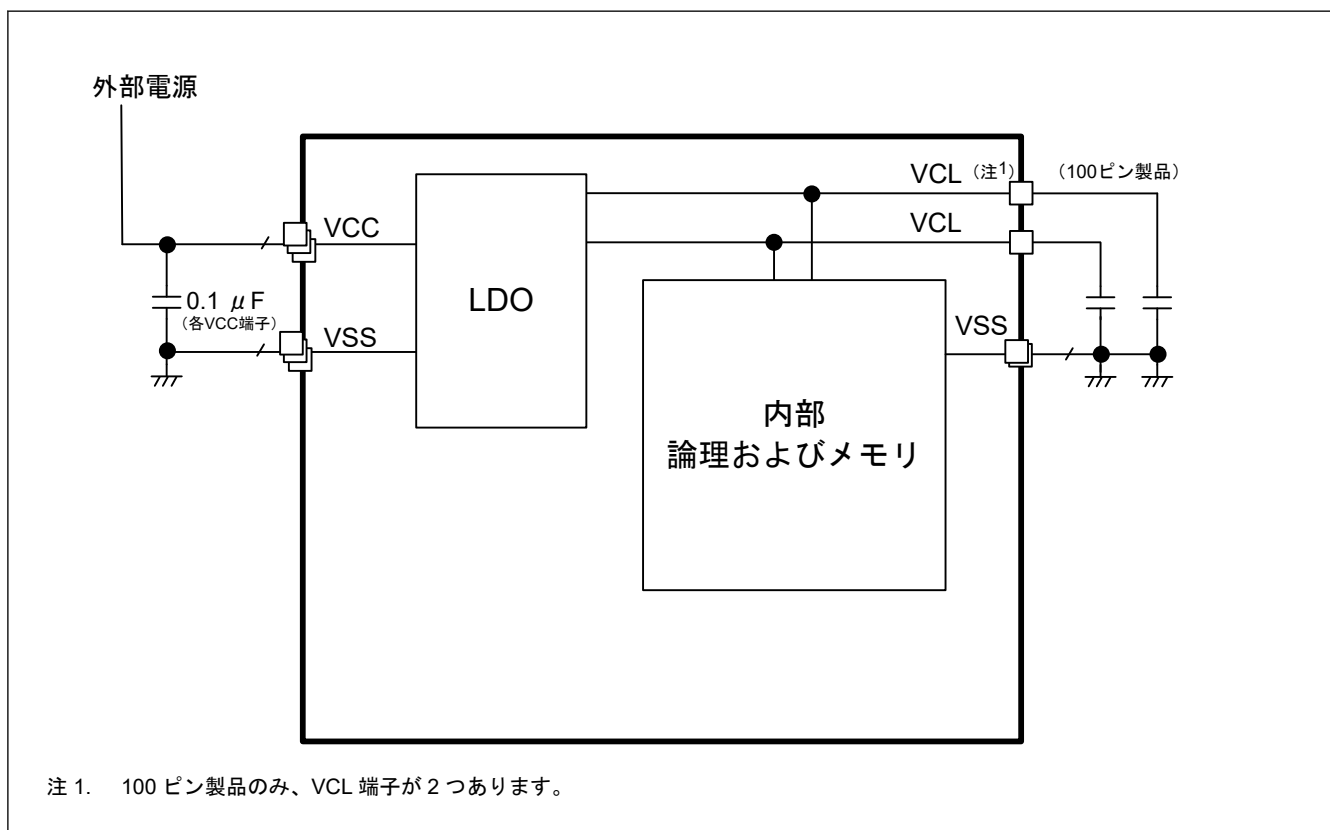 外部電源
VCL（注1）
（100ピン製品）
VCC
VCL
LDO
0.1 μF
（各VCC端子）
VSS
VSS
内部
論理およびメモリ
注 1. 100 ピン製品のみ、VCL 端子が 2 つあります。